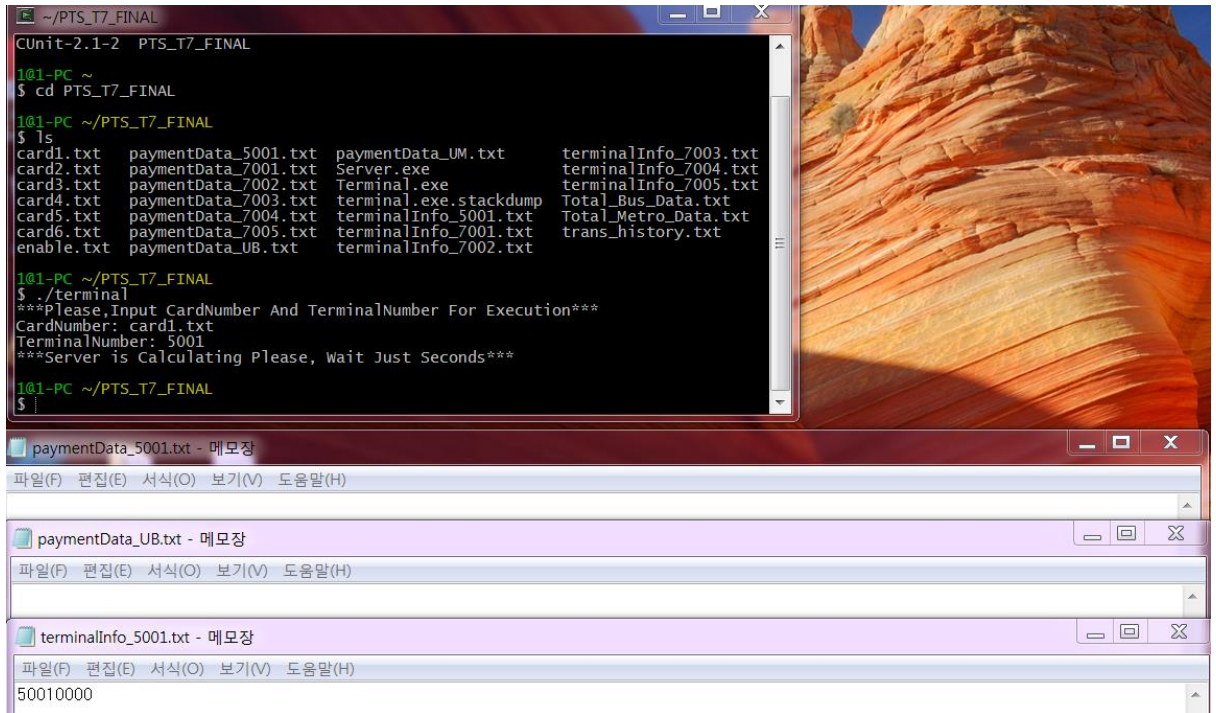 ~/PTS_T7_FINAL
CUnit-2.1-2  PTS_T7_FINAL
1@1-PC ~
$ cd PTS_T7_FINAL
1@1-PC ~/PTS_T7_FINAL
$ ls
card1.txt   paymentData_5001.txt  paymentData_UM.txt      terminalInfo_7003.txt
card2.txt   paymentData_7001.txt  Server.exe              terminalInfo_7004.txt
card3.txt   paymentData_7002.txt  Terminal.exe            terminalInfo_7005.txt
card4.txt   paymentData_7003.txt  terminal.exe.stackdump  Total_Bus_Data.txt
card5.txt   paymentData_7004.txt  terminalInfo_5001.txt   Total_Metro_Data.txt
card6.txt   paymentData_7005.txt  terminalInfo_7001.txt   trans_history.txt
enable.txt  paymentData_UB.txt    terminalInfo_7002.txt
1@1-PC ~/PTS_T7_FINAL
$ ./terminal
***Please,Input CardNumber And TerminalNumber For Execution***
CardNumber: card1.txt
TerminalNumber: 5001
***Server is Calculating Please, Wait Just Seconds***
1@1-PC ~/PTS_T7_FINAL
$
paymentData_5001.txt - 메모장
파일(F) 편집(E) 서식(O) 보기(V) 도움말(H)
paymentData_UB.txt - 메모장
파일(F) 편집(E) 서식(O) 보기(V) 도움말(H)
terminalInfo_5001.txt - 메모장
파일(F) 편집(E) 서식(O) 보기(V) 도움말(H)
50010000